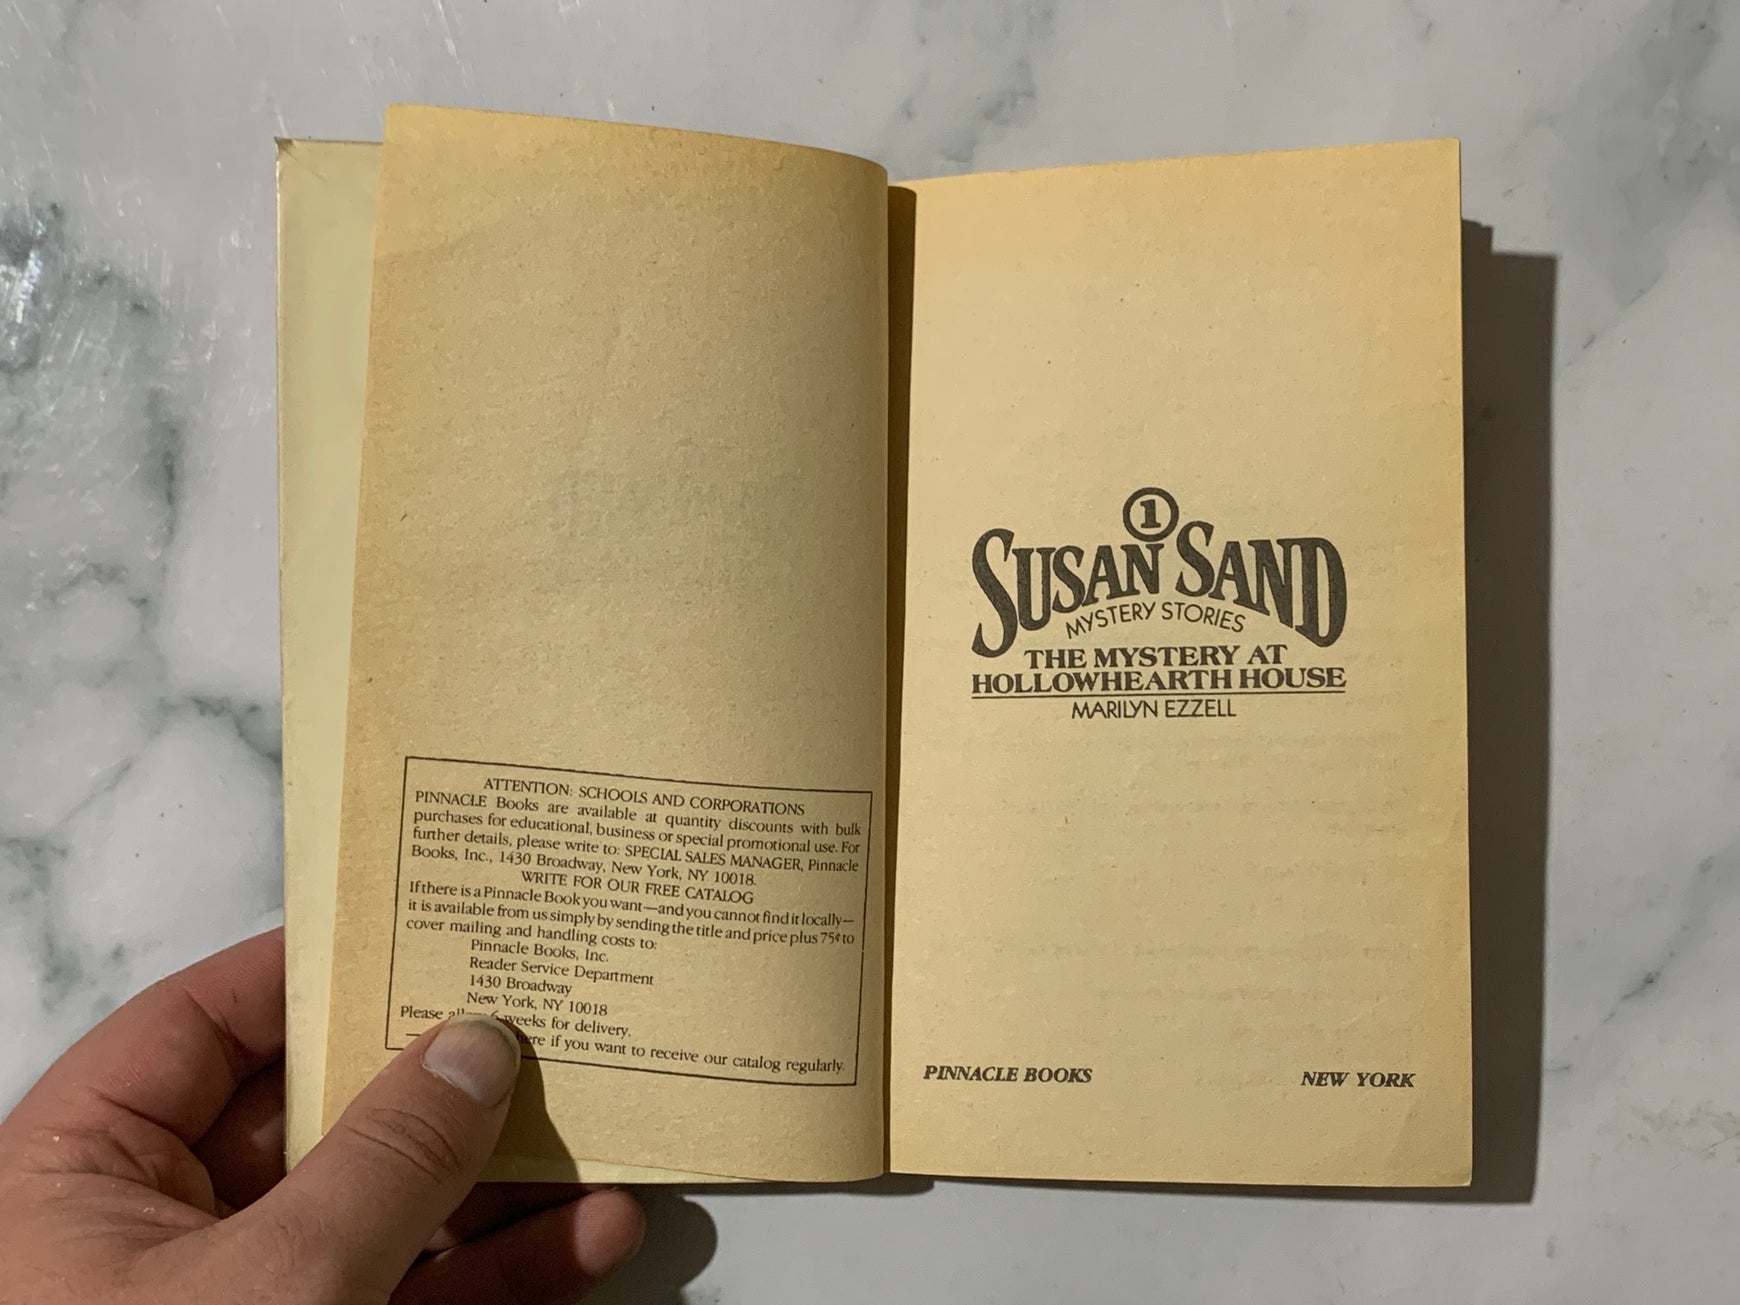 ATTENTION: SCHOOLS AND CORPORATIONS
PINNACLE Books are available at quantity discounts with bulk
purchases for educational, business or special promotional use. For
further details, please write to: SPECIAL SALES MANAGER, Pinnacle
Books, Inc., 1430 Broadway, New York, NY 10018.
WRITE FOR OUR FREE CATALOG
If there is a Pinnacle Book you want—and you cannot find it locally—
it is available from us simply by sending the title and price plus 75¢ to
cover mailing and handling costs to:
Pinnacle Books, Inc.
Reader Service Department
1430 Broadway
New York, NY 10018
Please allow 6 weeks for delivery.
if you want to receive our catalog regularly.
1
SUSAN SAND
MYSTERY STORIES
THE MYSTERY AT
HOLLOWHEARTH HOUSE
MARILYN EZZELL
PINNACLE BOOKS NEW YORK